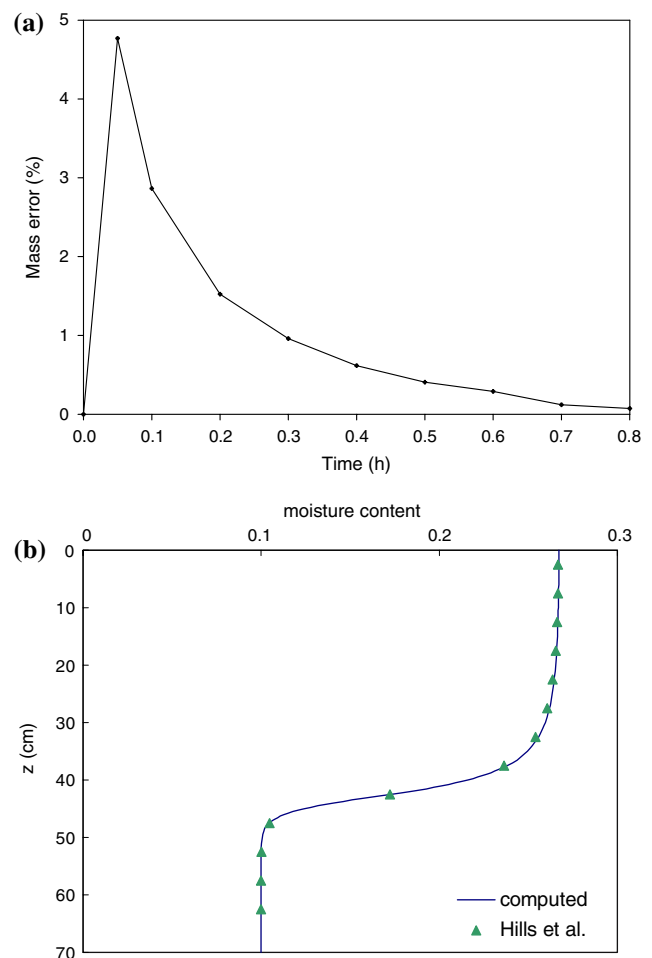 (a)
5
4
3
2
1
0
Mass error (%)
0.0 0.1 0.2 0.3 0.4 0.5 0.6 0.7 0.8
Time (h)
(b)
moisture content
0 0.1 0.2 0.3
0
10
20
30
40
50
60
70
z (cm)
computed
Hills et al.